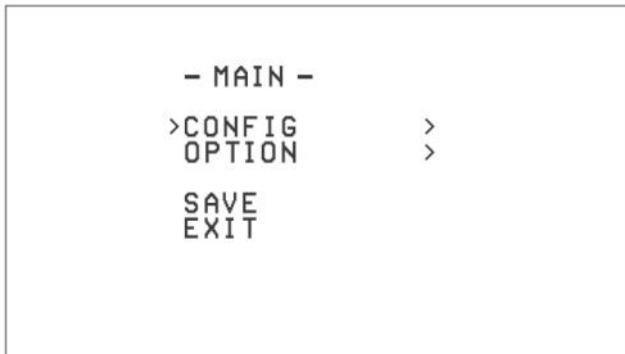 - MAIN -
>CONFIG >
OPTION >
SAVE
EXIT